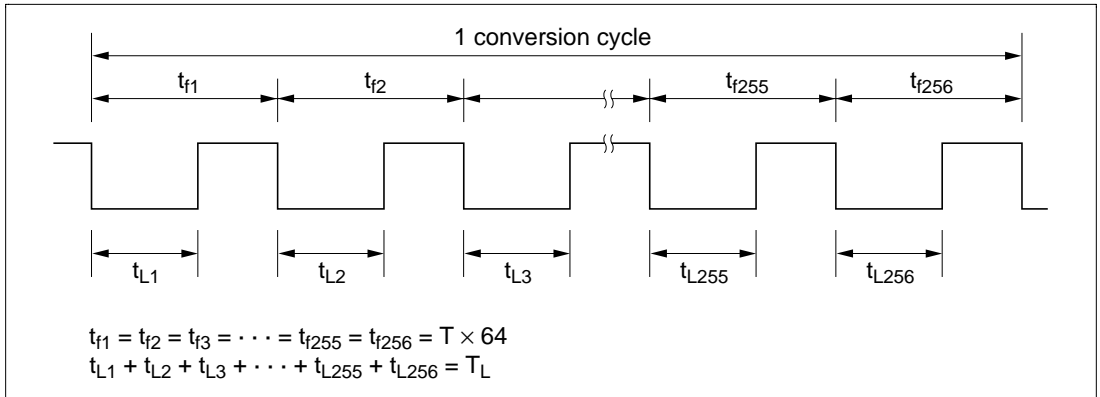 1 conversion cycle
tf1 tf2 tf255 tf256
tL1 tL2 tL3 tL255 tL256
tf1 = tf2 = tf3 = · · · = tf255 = tf256 = T × 64
tL1 + tL2 + tL3 + · · · + tL255 + tL256 = TL